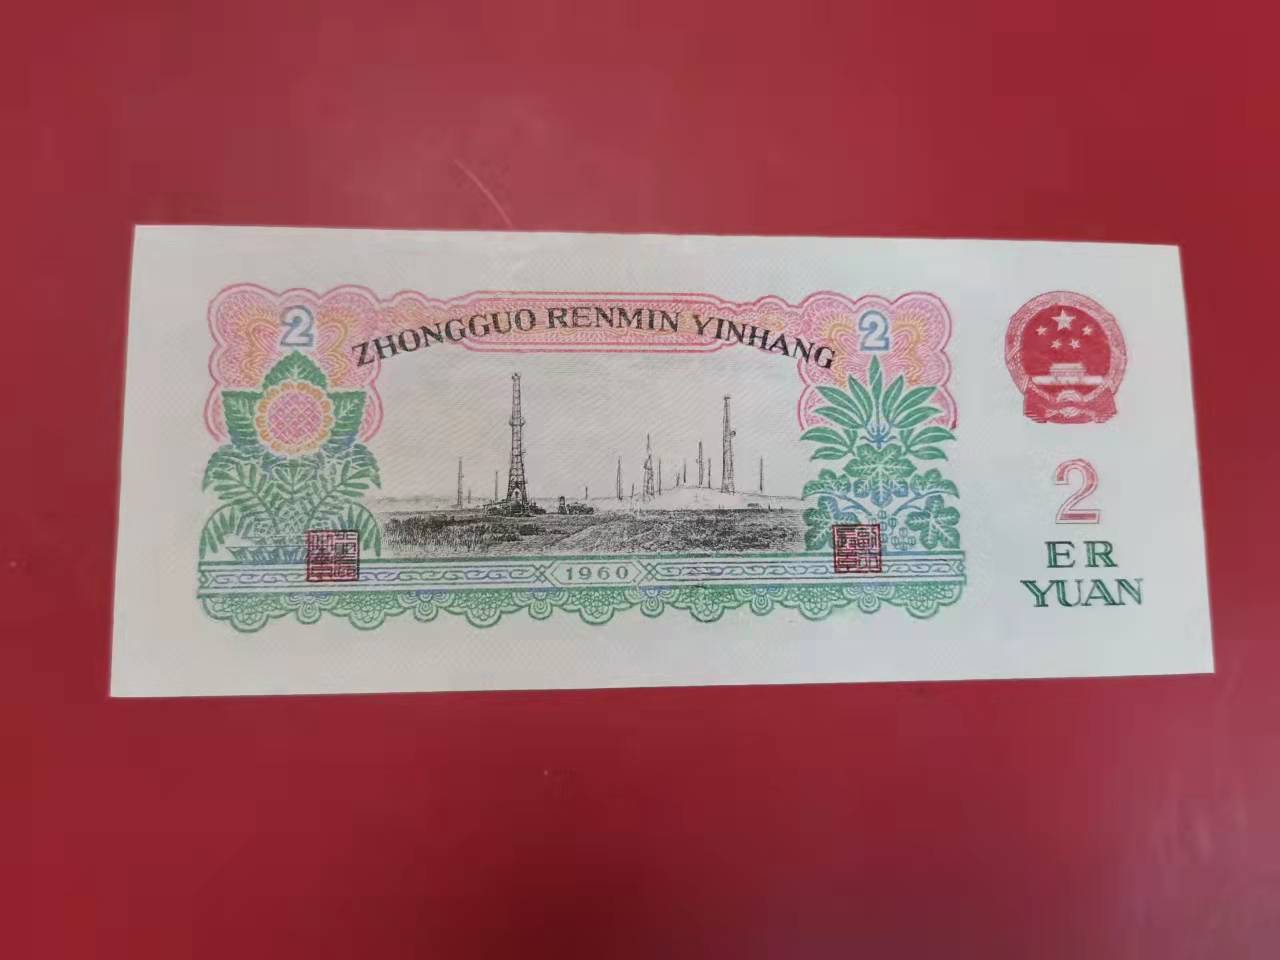 ZHONGGUO RENMIN YINHANG
2
2
2
ER
YUAN
1960